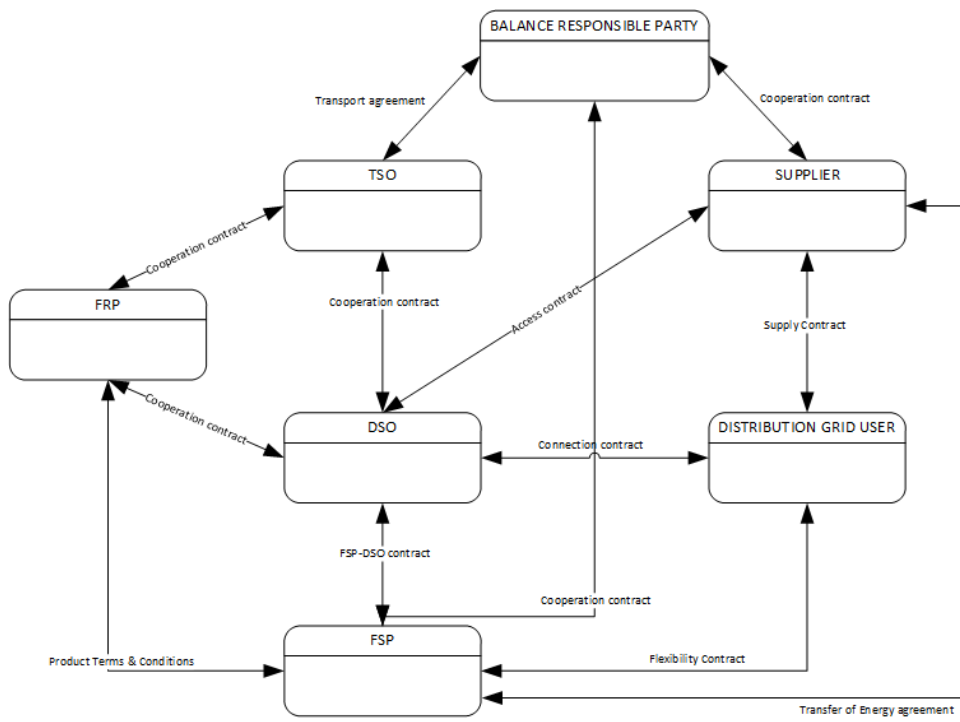 BALANCE RESPONSIBLE PARTY
Transport agreement
Cooperation contract
TSO
SUPPLIER
Cooperation contract
FRP
Cooperation contract
Access contract
Supply Contract
Cooperation contract
DSO
DISTRIBUTION GRID USER
Connection contract
FSP-DSO contract
Cooperation contract
FSP
Product Terms & Conditions
Flexibility Contract
Transfer of Energy agreement